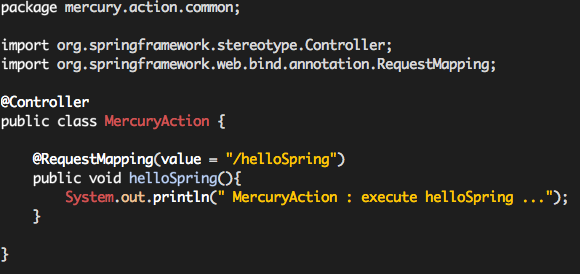 package mercury.action.common;
import org.springframework.stereotype.Controller;
import org.springframework.web.bind.annotation.RequestMapping;
@Controller
public class MercuryAction {
@RequestMapping(value = "/helloSpring")
public void helloSpring(){
System.out.println(" MercuryAction : execute helloSpring ...");
}
}